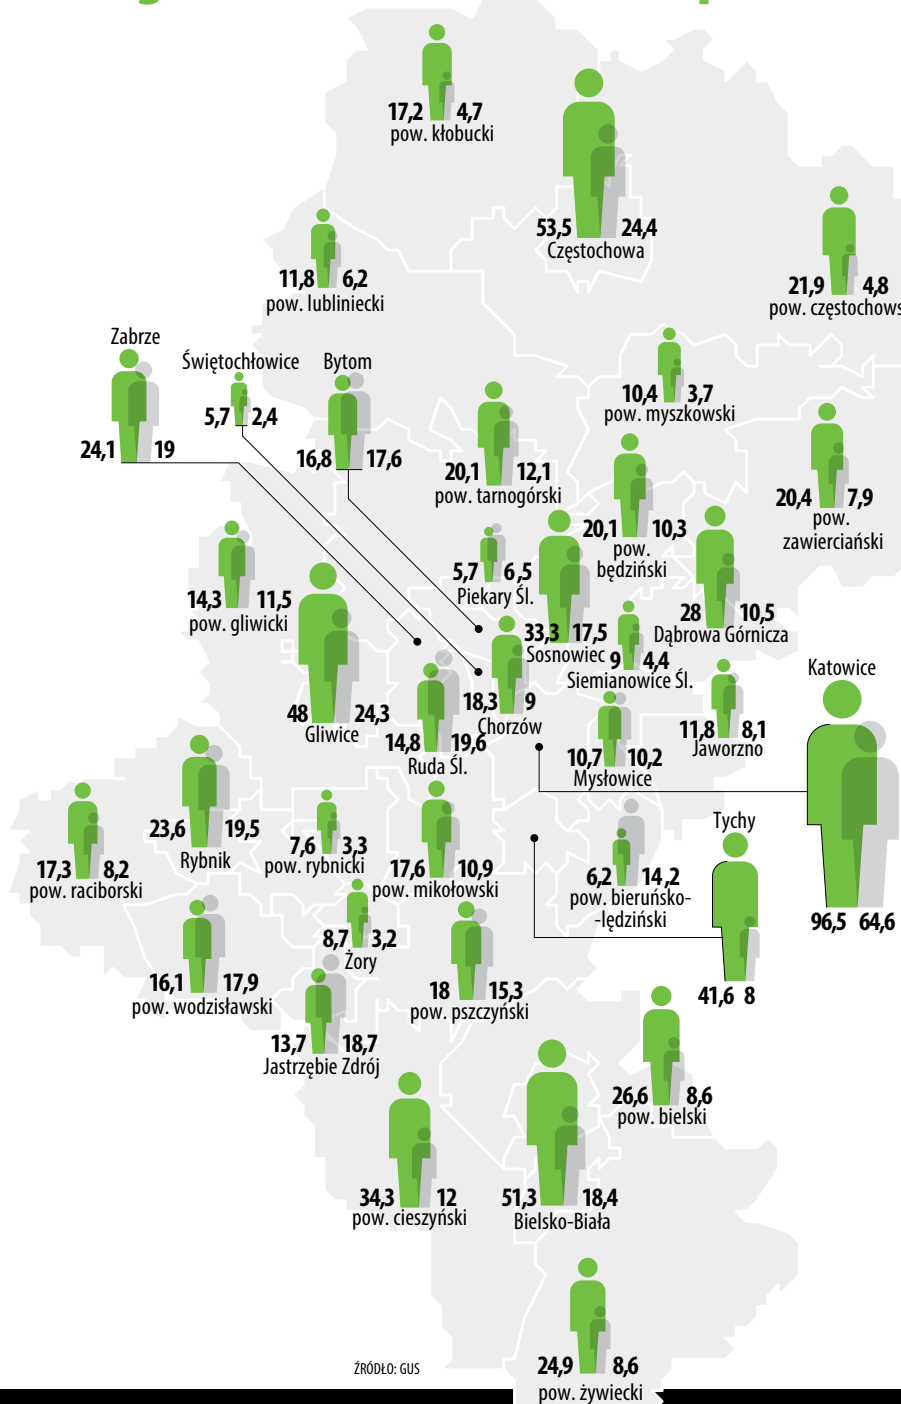 17,2 4,7
pow. kłobucki
53,5 24,4
Częstochowa
11,8 6,2
pow. lubliniecki
21,9 4,8
pow. częstochows
Zabrze
24,1 19
Świętochłowice
5,7 2,4
Bytom
16,8 17,6
10,4 3,7
pow. myszkowski
20,1 12,1
pow. tarnogórski
20,4 7,9
pow.
zawierciański
20,1 10,3
pow.
będziński
5,7 6,5
Piekary Śl.
14,3 11,5
pow. gliwicki
33,3 17,5
Sosnowiec
28 10,5
Dąbrowa Górnicza
9 4,4
Siemianowice Śl.
Katowice
96,5 64,6
48 24,3
Gliwice
18,3 9
Chorzów
14,8 19,6
Ruda Śl.
11,8 8,1
Jaworzno
10,7 10,2
Mysłowice
23,6 19,5
Rybnik
7,6 3,3
pow. rybnicki
17,3 8,2
pow. raciborski
17,6 10,9
pow. mikołowski
6,2 14,2
pow. bieruńsko-
-lędziński
Tychy
41,6 8
8,7 3,2
Żory
16,1 17,9
pow. wodzisławski
18 15,3
pow. pszczyński
13,7 18,7
Jastrzębie Zdrój
26,6 8,6
pow. bielski
34,3 12
pow. cieszyński
51,3 18,4
Bielsko-Biała
24,9 8,6
pow. żywiecki
ŹRÓDŁO: GUS